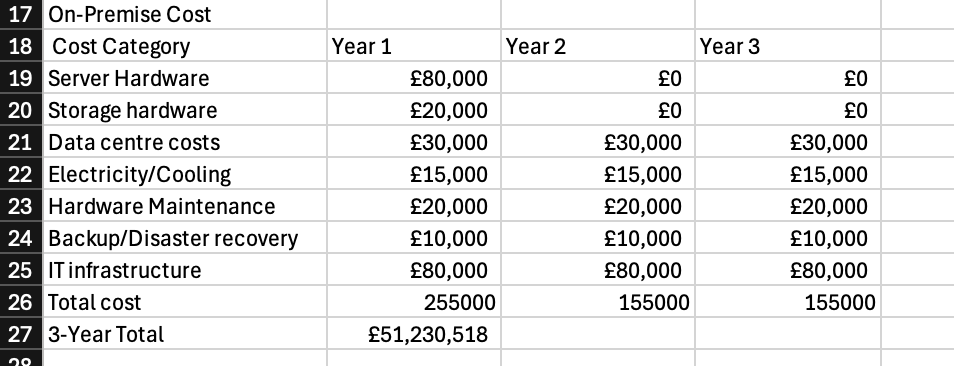 17 On-Premise Cost
18 Cost Category Year 1 Year 2 Year 3
19 Server Hardware £80,000 £0 £0
20 Storage hardware £20,000 £0 £0
21 Data centre costs £30,000 £30,000 £30,000
22 Electricity/Cooling £15,000 £15,000 £15,000
23 Hardware Maintenance £20,000 £20,000 £20,000
24 Backup/Disaster recovery £10,000 £10,000 £10,000
25 IT infrastructure £80,000 £80,000 £80,000
26 Total cost 255000 155000 155000
27 3-Year Total £51,230,518
28